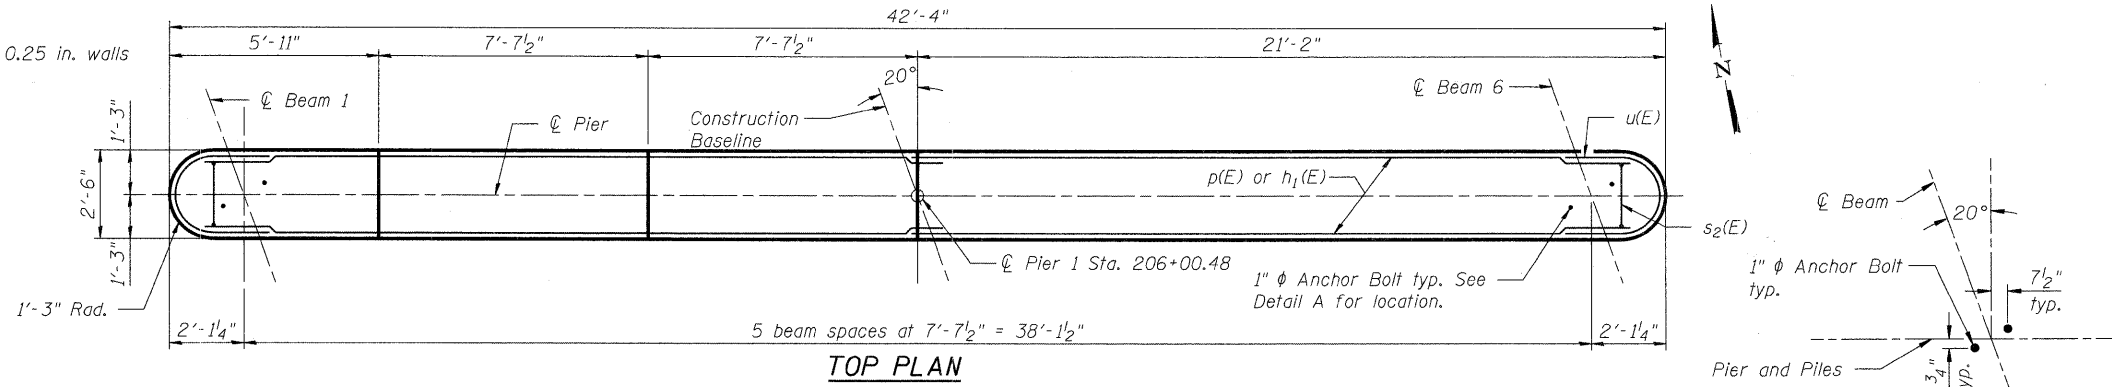 42'-4"
5'-11" 7'-7½" 7'-7½" 21'-2"
0.25 in. walls
20°
℄ Beam 1
℄ Pier
Construction
Baseline
℄ Beam 6
u(E)
N
1'-3"
2'-6"
1'-3"
p(E) or h₁(E)
s₂(E)
1'-3" Rad.
℄ Pier 1 Sta. 206+00.48
1" ϕ Anchor Bolt typ. See
Detail A for location.
2'-1¼" 5 beam spaces at 7'-7½" = 38'-1½" 2'-1¼"
TOP PLAN
℄ Beam
20°
1" ϕ Anchor Bolt
typ.
7½"
typ.
Pier and Piles
¾"